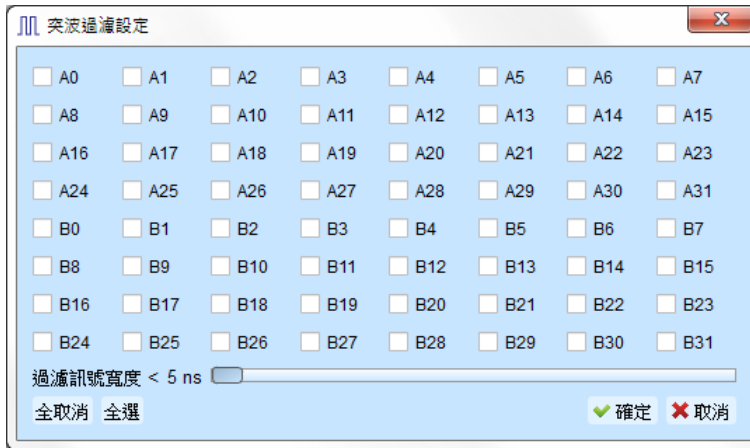 突波過濾設定
A0 A1 A2 A3 A4 A5 A6 A7
A8 A9 A10 A11 A12 A13 A14 A15
A16 A17 A18 A19 A20 A21 A22 A23
A24 A25 A26 A27 A28 A29 A30 A31
B0 B1 B2 B3 B4 B5 B6 B7
B8 B9 B10 B11 B12 B13 B14 B15
B16 B17 B18 B19 B20 B21 B22 B23
B24 B25 B26 B27 B28 B29 B30 B31
過濾訊號寬度 < 5 ns
全取消 全選 確定 取消